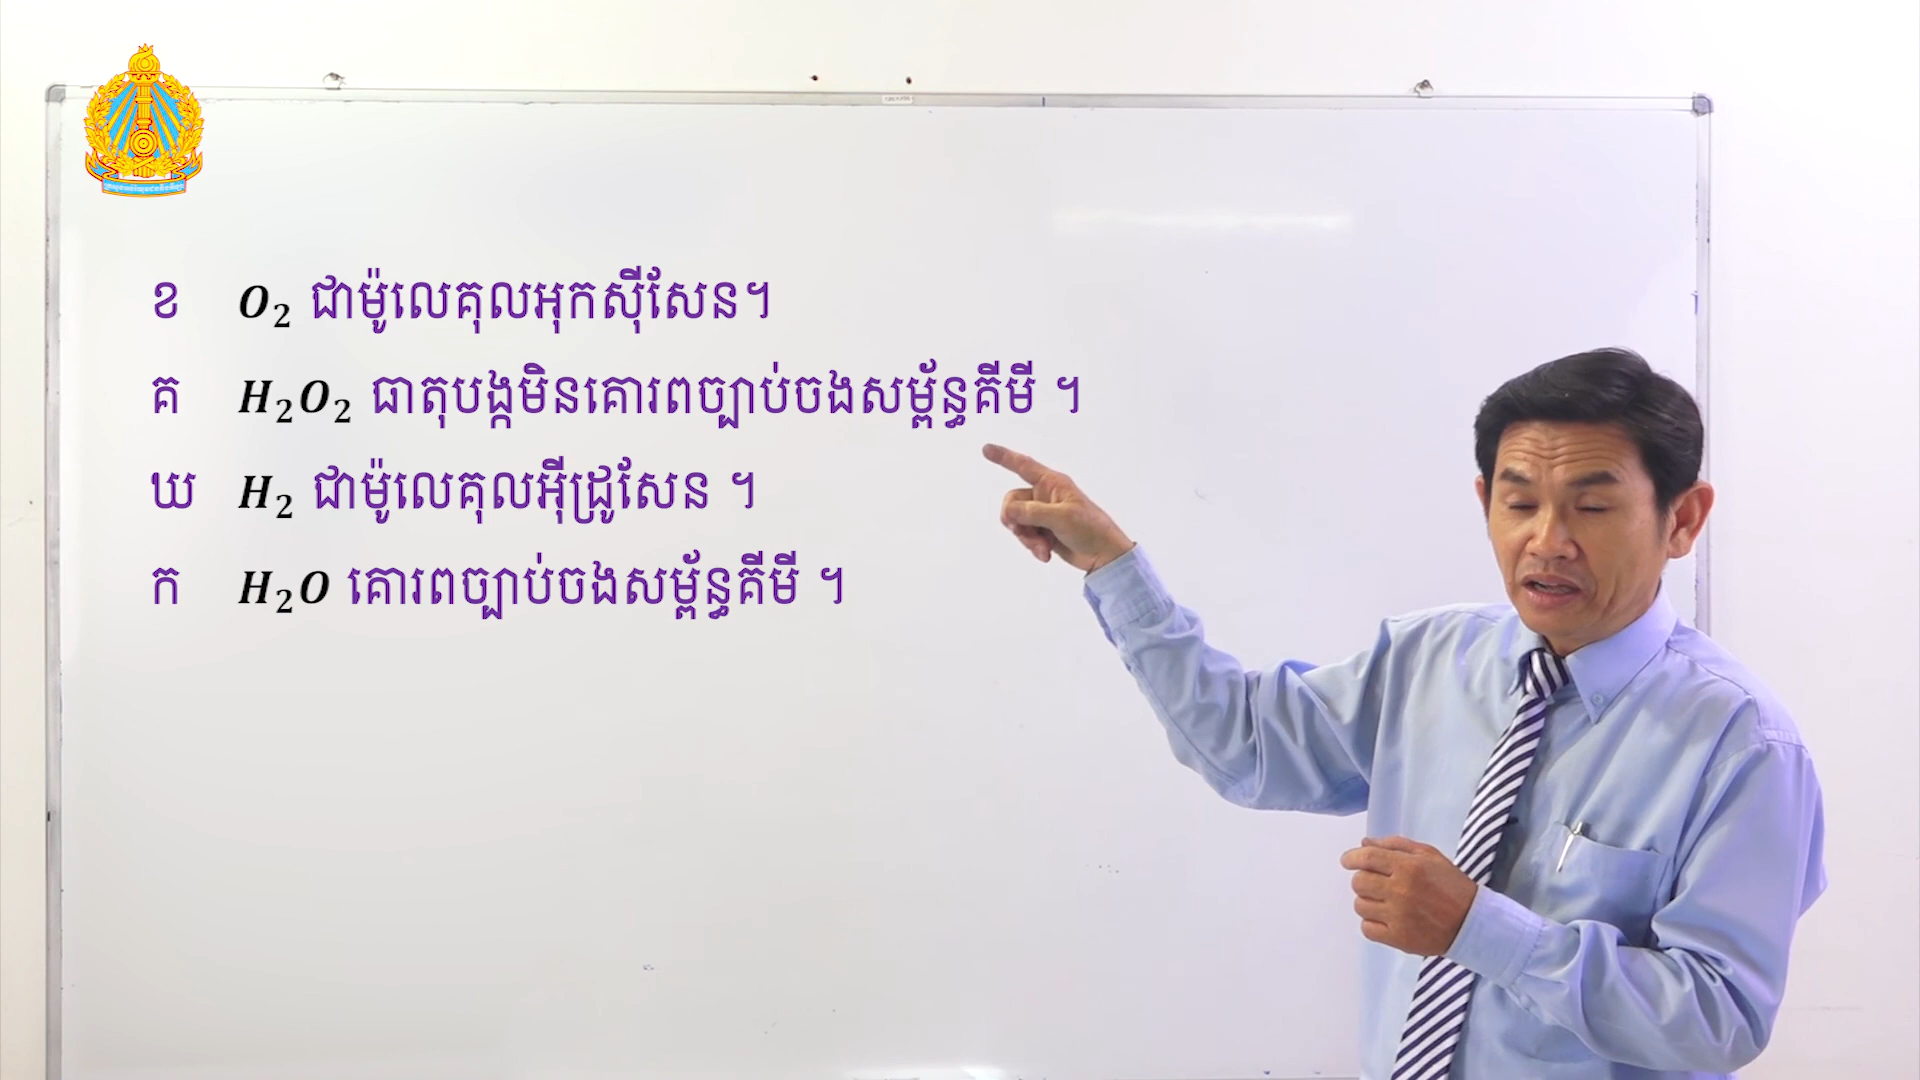 ខ O₂ ជាម៉ូលេគុលអុកស៊ីសែន។
គ H₂O₂ ធាតុបង្កមិនគោរពច្បាប់ចងសម្ព័ន្ធគីមី ។
ឃ H₂ ជាម៉ូលេគុលអ៊ីដ្រូសែន ។
ក H₂O គោរពច្បាប់ចងសម្ព័ន្ធគីមី ។